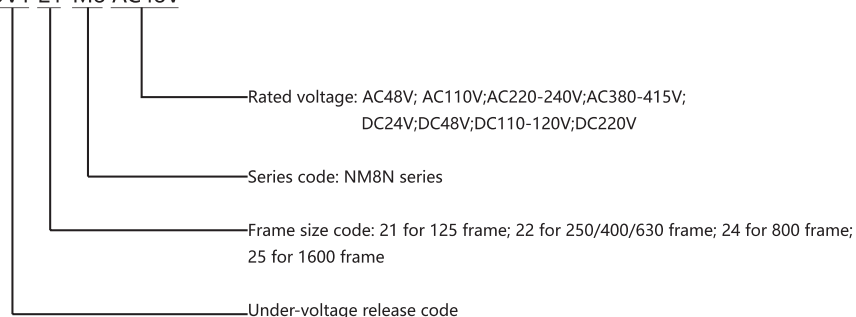 Rated voltage: AC48V; AC110V;AC220-240V;AC380-415V;
DC24V;DC48V;DC110-120V;DC220V
Series code: NM8N series
Frame size code: 21 for 125 frame; 22 for 250/400/630 frame; 24 for 800 frame;
25 for 1600 frame
Under-voltage release code